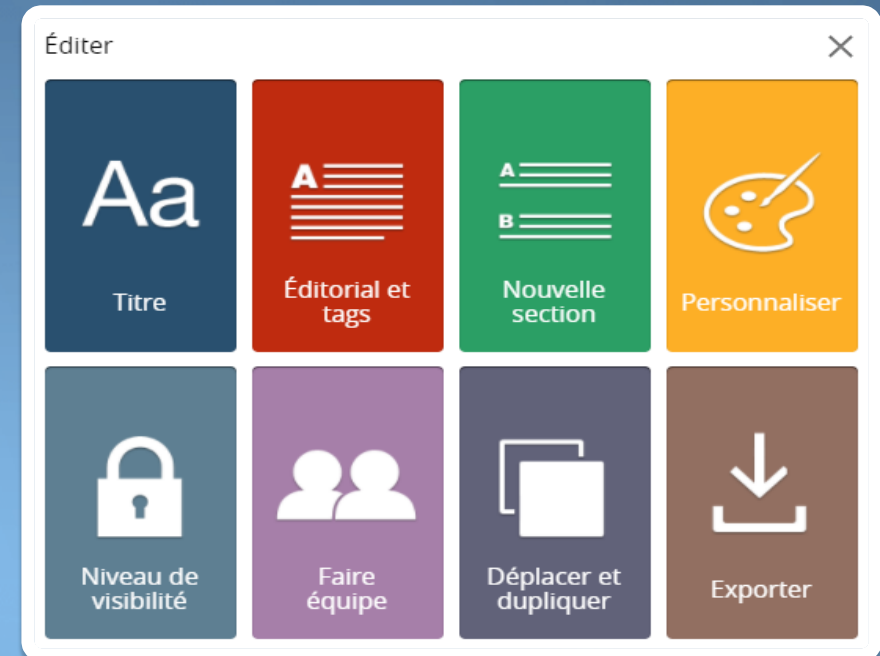 Éditer
Aa
Titre
A
Éditorial et
tags
A
B
Nouvelle
section
Personnaliser
Niveau de
visibilité
Faire
équipe
Déplacer et
dupliquer
Exporter